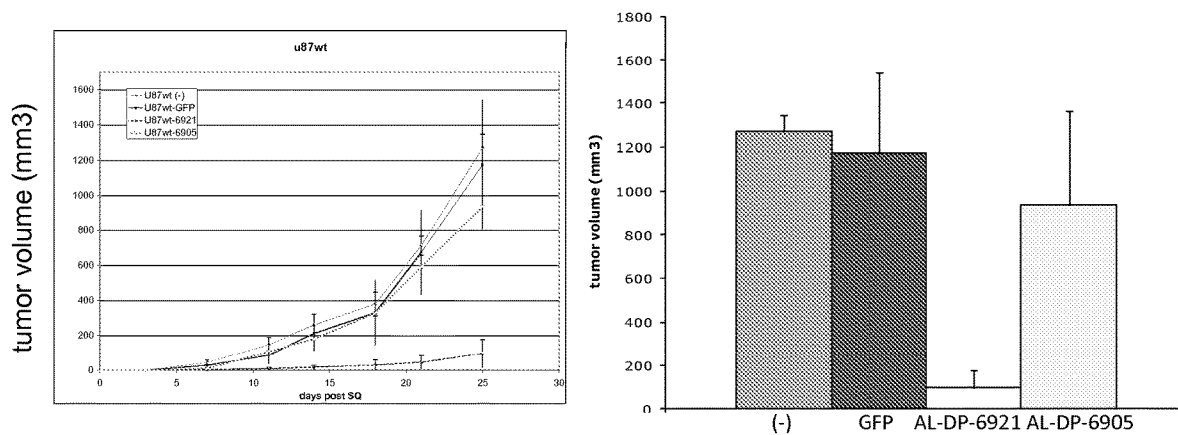 u87wt
tumor volume (mm3)
1600
1400
1200
1000
800
600
400
200
0
U87wt (-)
U87wt-GFP
U87wt-6921
U87wt-6905
0 5 10 15 20 25 30
days post SQ
tumor volume (mm3)
1800
1600
1400
1200
1000
800
600
400
200
0
(-) GFP AL-DP-6921 AL-DP-6905